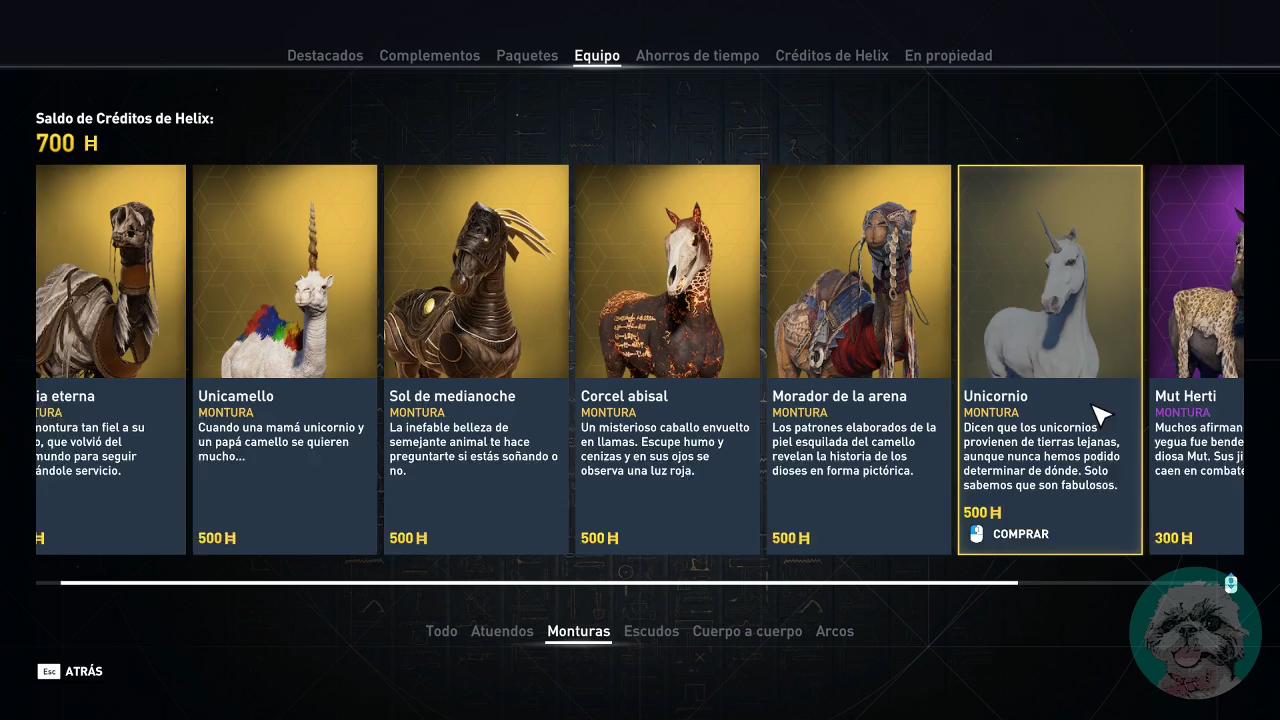 Destacados Complementos Paquetes Equipo Ahorros de tiempo Créditos de Helix En propiedad
Saldo de Créditos de Helix:
700 H
ia eterna
TURA
montura tan fiel a su
o, que volvió del
mundo para seguir
ándole servicio.
H
Unicamello
MONTURA
Cuando una mamá unicornio y
un papá camello se quieren
mucho...
500 H
Sol de medianoche
MONTURA
La inefable belleza de
semejante animal te hace
preguntarte si estás soñando o
no.
500 H
Corcel abisal
MONTURA
Un misterioso caballo envuelto
en llamas. Escupe humo y
cenizas y en sus ojos se
observa una luz roja.
500 H
Morador de la arena
MONTURA
Los patrones elaborados de la
piel esquilada del camello
revelan la historia de los
dioses en forma pictórica.
500 H
Unicornio
MONTURA
Dicen que los unicornios
provienen de tierras lejanas,
aunque nunca hemos podido
determinar de dónde. Solo
sabemos que son fabulosos.
500 H
COMPRAR
Mut Herti
MONTURA
Muchos afirman
yegua fue bende
diosa Mut. Sus ji
caen en combate
300 H
Todo Atuendos Monturas Escudos Cuerpo a cuerpo Arcos
Esc ATRÁS